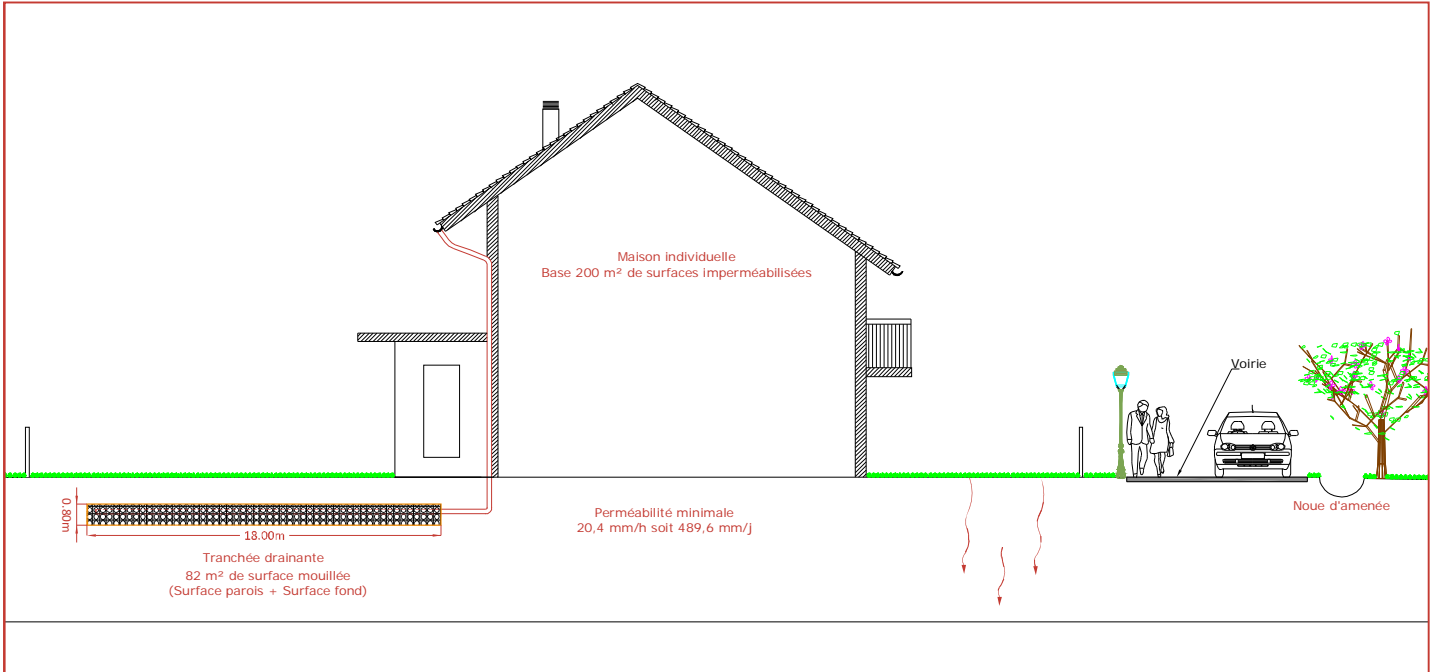 Maison individuelle
Base 200 m² de surfaces imperméabilisées
Voirie
0.80m
18.00m
Perméabilité minimale
20,4 mm/h soit 489,6 mm/j
Noue d'amenée
Tranchée drainante
82 m² de surface mouillée
(Surface parois + Surface fond)